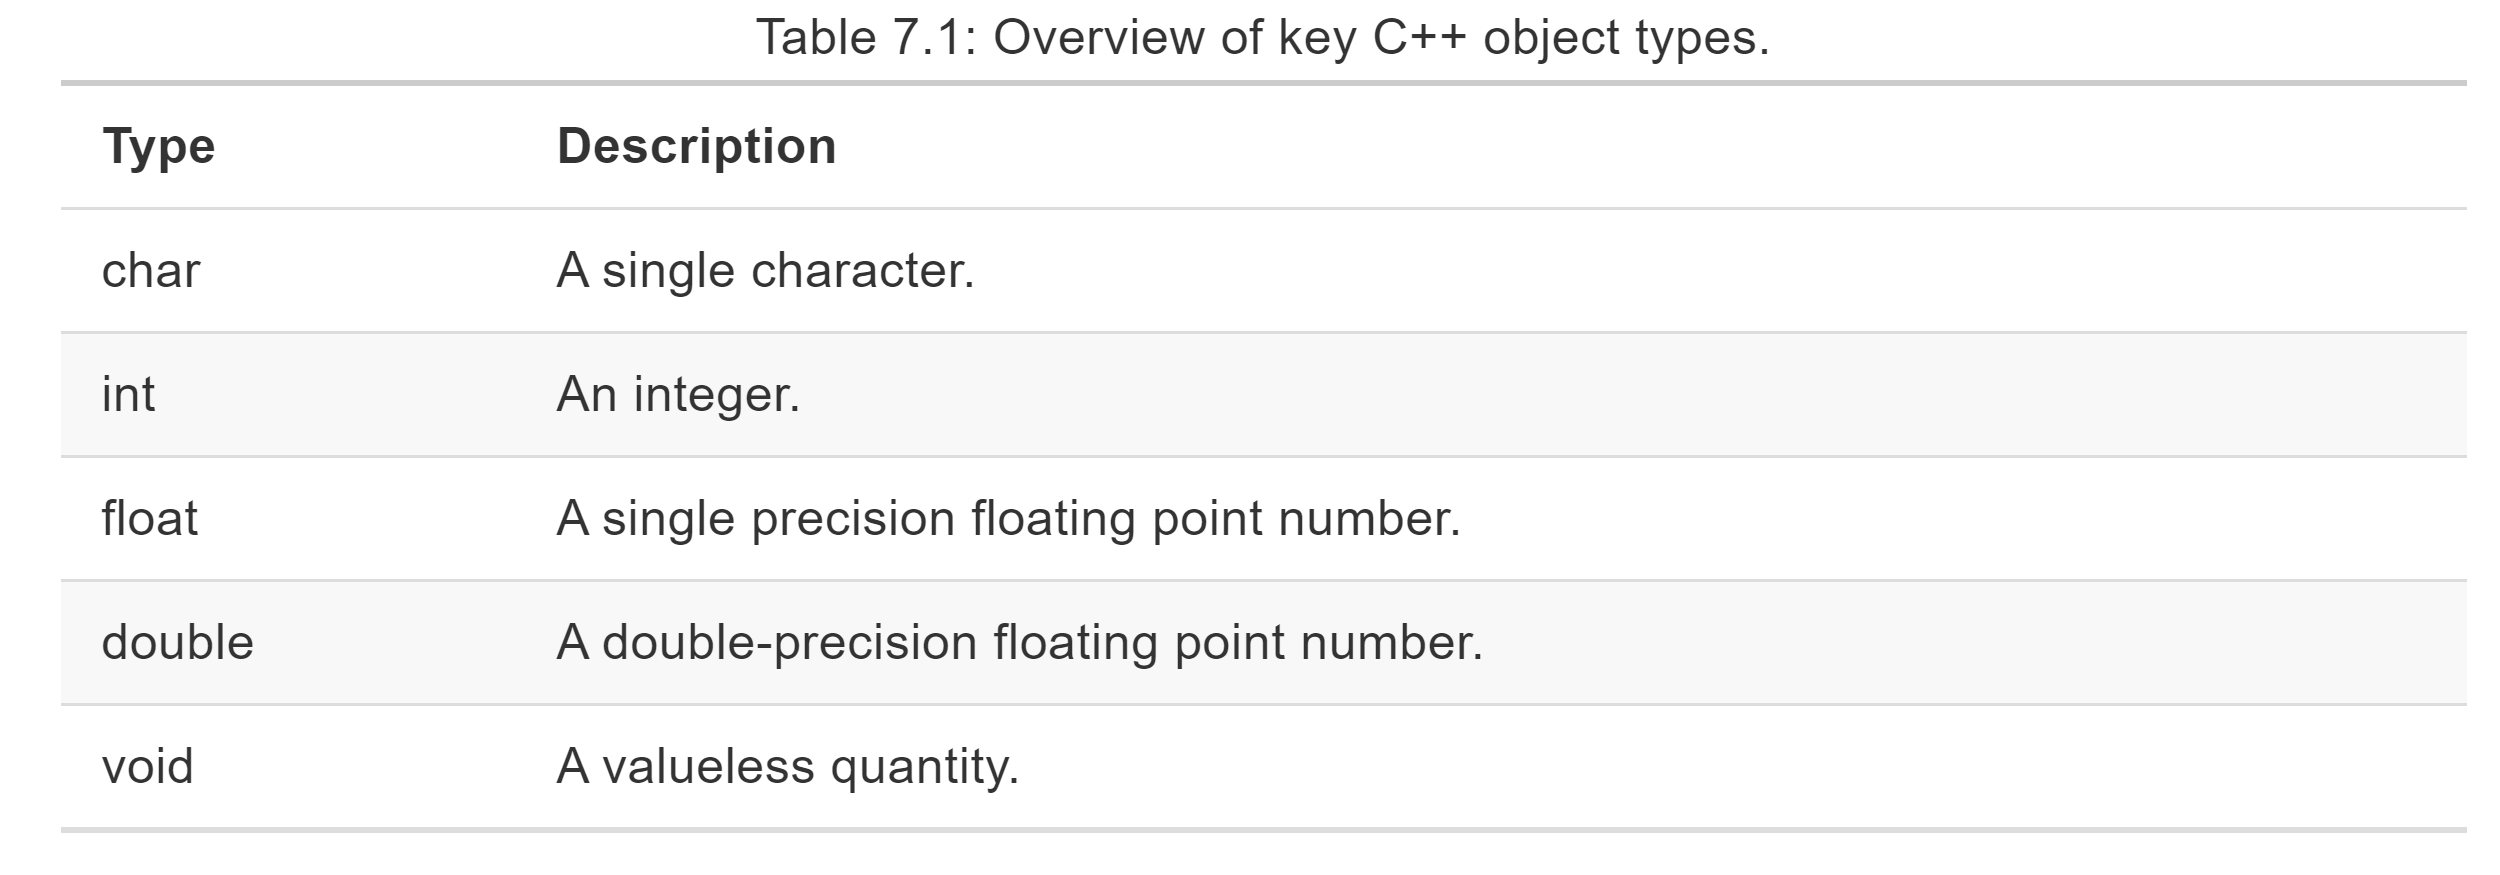 Table 7.1: Overview of key C++ object types.
Type Description
char A single character.
int An integer.
float A single precision floating point number.
double A double-precision floating point number.
void A valueless quantity.